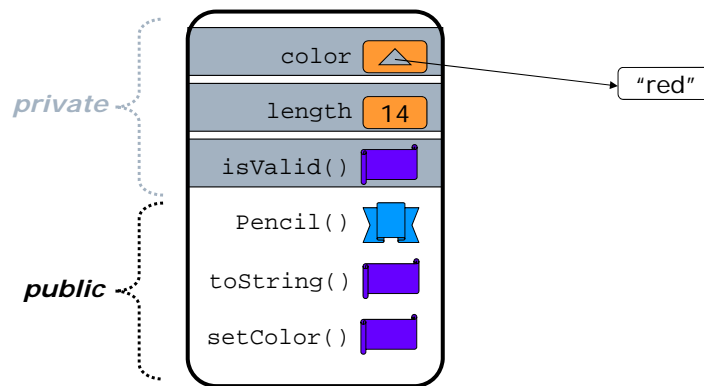 color
“red”
private
length
14
isValid()
Pencil()
toString()
public
setColor()